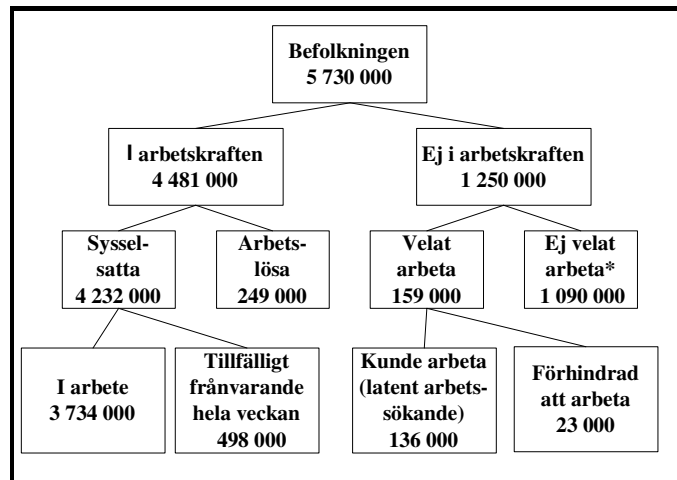 Befolkningen
5 730 000
I arbetskraften
4 481 000
Ej i arbetskraften
1 250 000
Syssel-
satta
4 232 000
Arbets-
lösa
249 000
Velat
arbeta
159 000
Ej velat
arbeta*
1 090 000
I arbete
3 734 000
Tillfälligt
frånvarande
hela veckan
498 000
Kunde arbeta
(latent arbets-
sökande)
136 000
Förhindrad
att arbeta
23 000